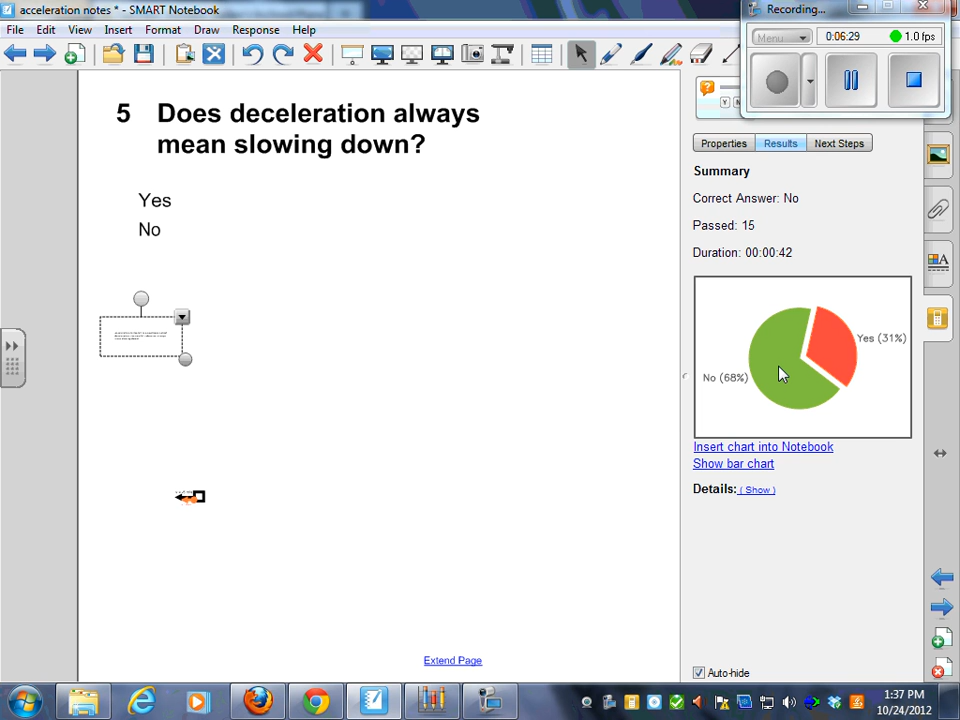 acceleration notes * - SMART Notebook
Recording...
File Edit View Insert Format Draw Response Help
Menu
0:06:29
1.0 fps
5 Does deceleration always
mean slowing down?
Yes
No
Properties Results Next Steps
Summary
Correct Answer: No
Passed: 15
Duration: 00:00:42
Yes (31%)
No (68%)
Insert chart into Notebook
Show bar chart
Details: ( Show )
Extend Page
Auto-hide
1:37 PM
10/24/2012